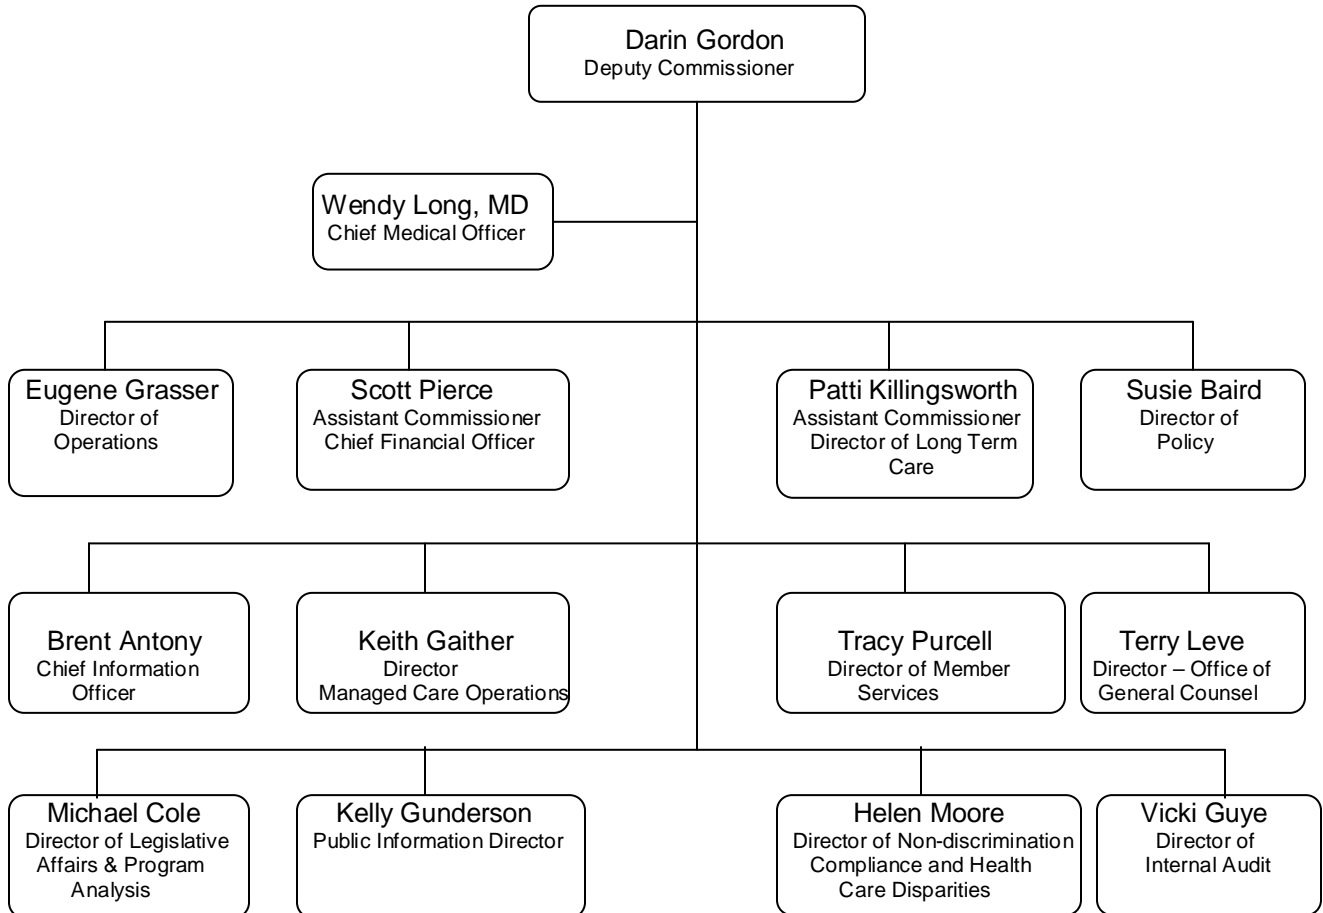 Darin Gordon
Deputy Commissioner
Wendy Long, MD
Chief Medical Officer
Eugene Grasser
Director of
Operations
Scott Pierce
Assistant Commissioner
Chief Financial Officer
Patti Killingsworth
Assistant Commissioner
Director of Long Term
Care
Susie Baird
Director of
Policy
Brent Antony
Chief Information
Officer
Keith Gaither
Director
Managed Care Operations
Tracy Purcell
Director of Member
Services
Terry Leve
Director – Office of
General Counsel
Michael Cole
Director of Legislative
Affairs & Program
Analysis
Kelly Gunderson
Public Information Director
Helen Moore
Director of Non-discrimination
Compliance and Health
Care Disparities
Vicki Guye
Director of
Internal Audit